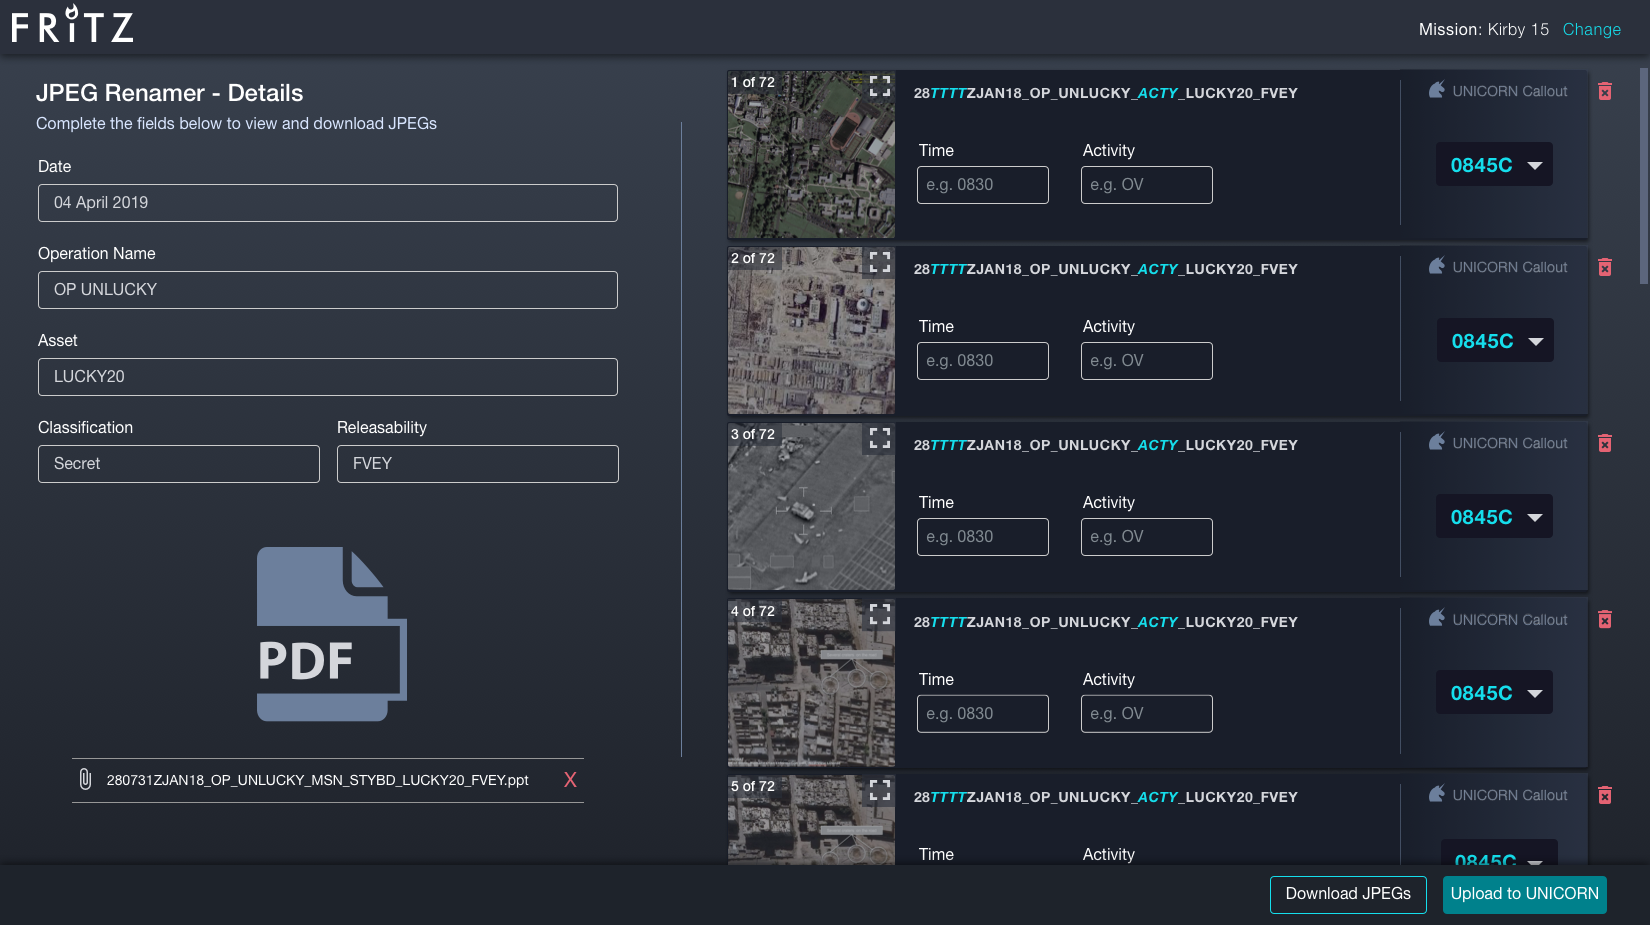 FRiTZ
Mission: Kirby 15 Change
JPEG Renamer - Details
Complete the fields below to view and download JPEGs
Date
04 April 2019
Operation Name
OP UNLUCKY
Asset
LUCKY20
Classification Releasability
Secret FVEY
PDF
280731ZJAN18_OP_UNLUCKY_MSN_STYBD_LUCKY20_FVEY.ppt X
1 of 72
28TTTTZJAN18_OP_UNLUCKY_ACTY_LUCKY20_FVEY
UNICORN Callout
Time Activity
e.g. 0830 e.g. OV
0845C
2 of 72
28TTTTZJAN18_OP_UNLUCKY_ACTY_LUCKY20_FVEY
UNICORN Callout
Time Activity
e.g. 0830 e.g. OV
0845C
3 of 72
28TTTTZJAN18_OP_UNLUCKY_ACTY_LUCKY20_FVEY
UNICORN Callout
Time Activity
e.g. 0830 e.g. OV
0845C
4 of 72
28TTTTZJAN18_OP_UNLUCKY_ACTY_LUCKY20_FVEY
UNICORN Callout
Time Activity
e.g. 0830 e.g. OV
0845C
5 of 72
28TTTTZJAN18_OP_UNLUCKY_ACTY_LUCKY20_FVEY
UNICORN Callout
Time Activity
0845C
Download JPEGs Upload to UNICORN